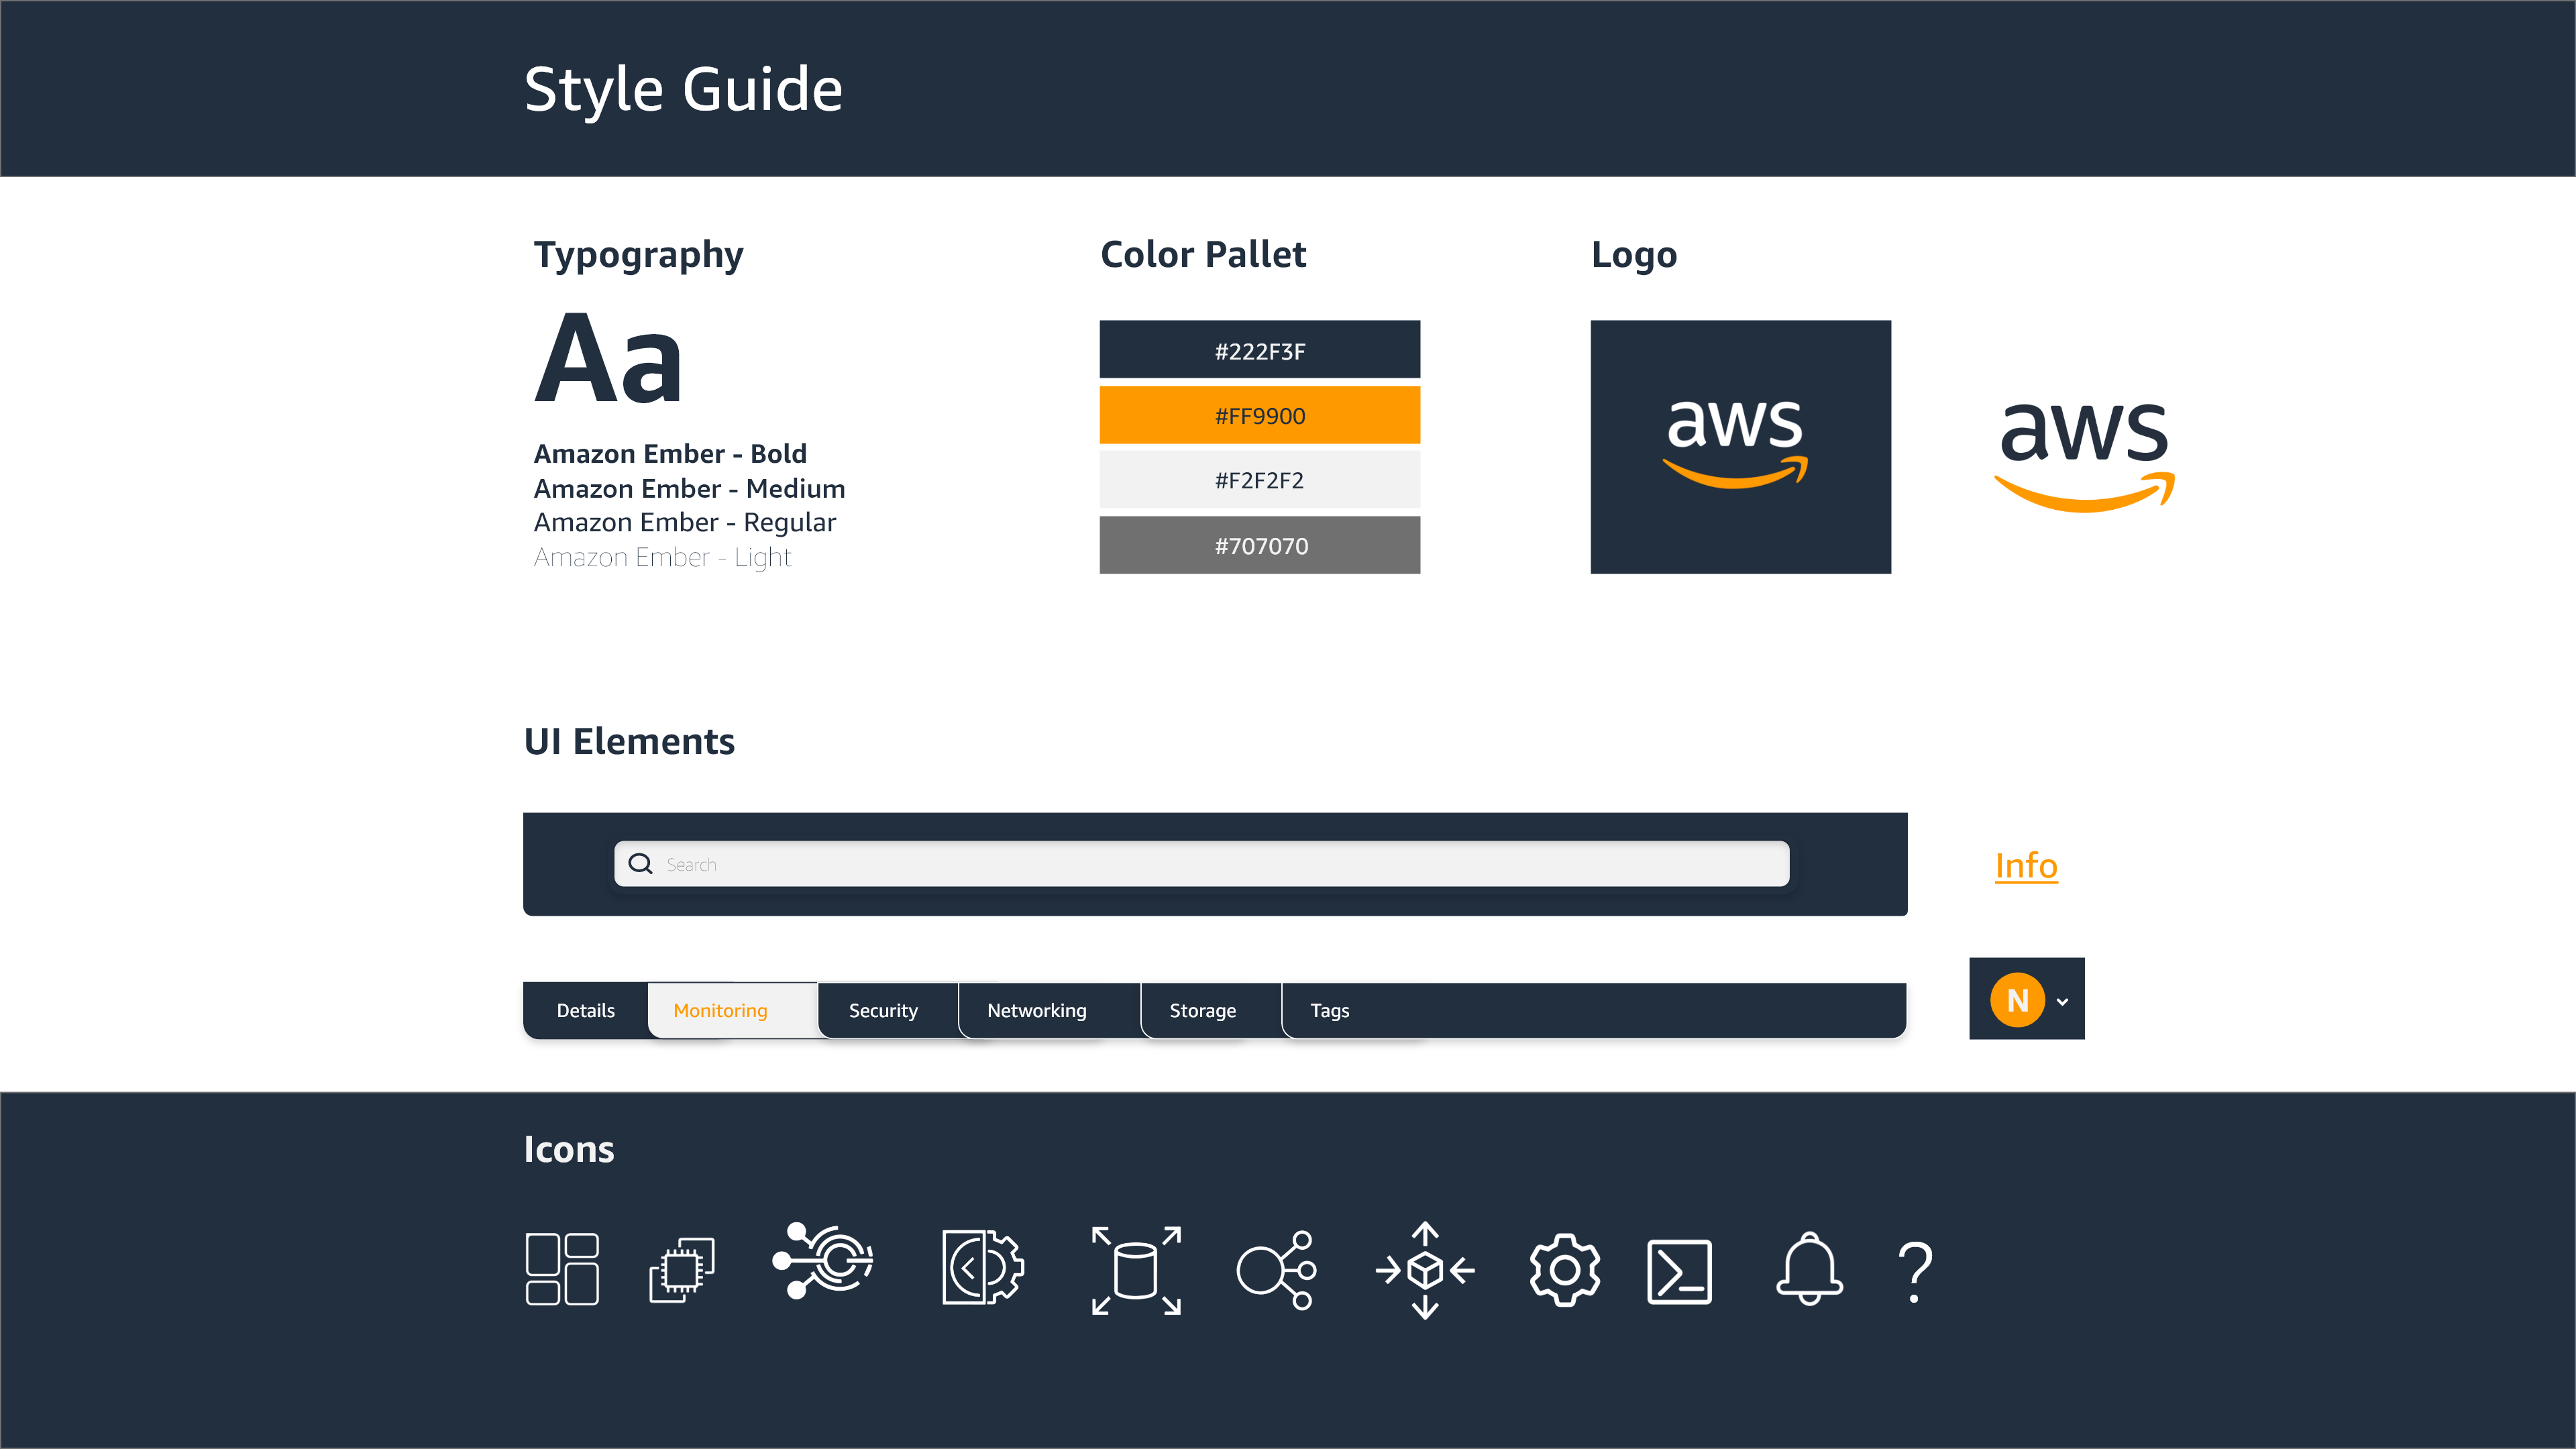 Style Guide
Typography
Color Pallet
Logo
Aa
Amazon Ember - Bold
Amazon Ember - Medium
Amazon Ember - Regular
Amazon Ember - Light
#222F3F
#FF9900
#F2F2F2
#707070
aws
aws
UI Elements
Search
Info
Details Monitoring Security Networking Storage Tags
N
Icons
?